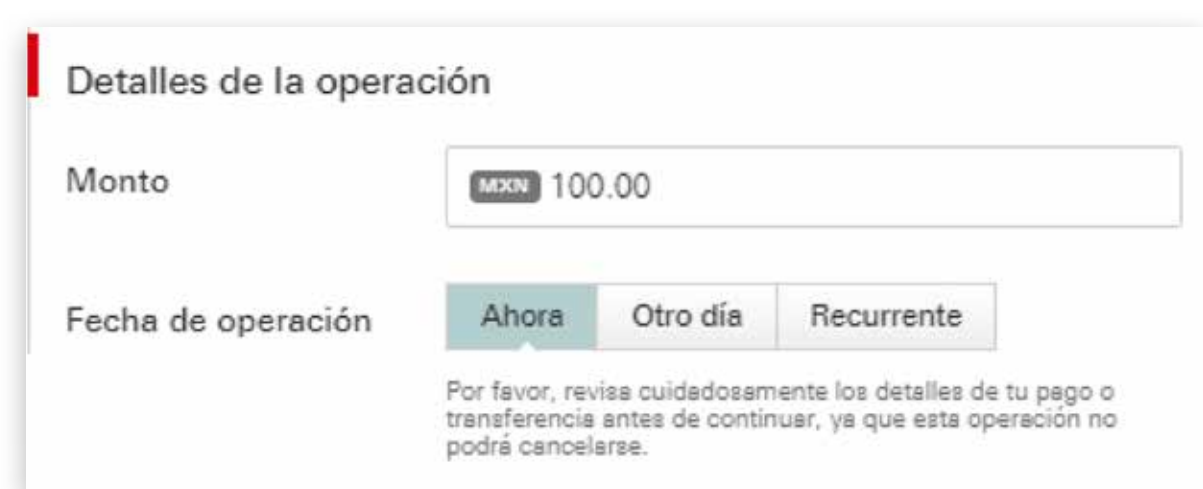 Detalles de la operación
Monto
MXN 100.00
Fecha de operación
Ahora Otro día Recurrente
Por favor, revisa cuidadosamente los detalles de tu pago o
transferencia antes de continuar, ya que esta operación no
podrá cancelarse.